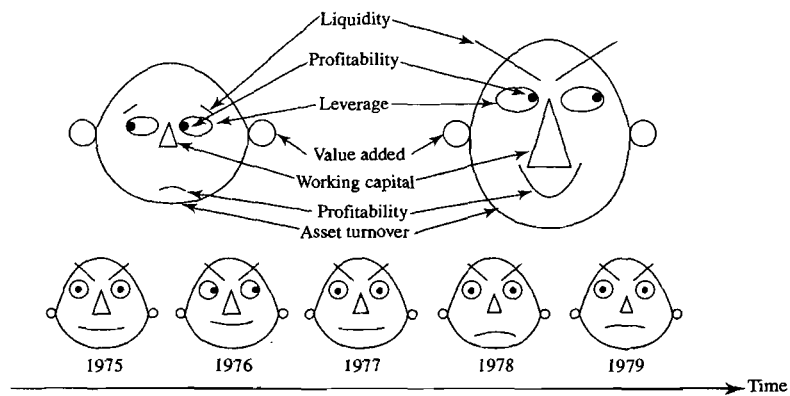 Liquidity
Profitability
Leverage
Value added
Working capital
Profitability
Asset turnover
1975 1976 1977 1978 1979
Time